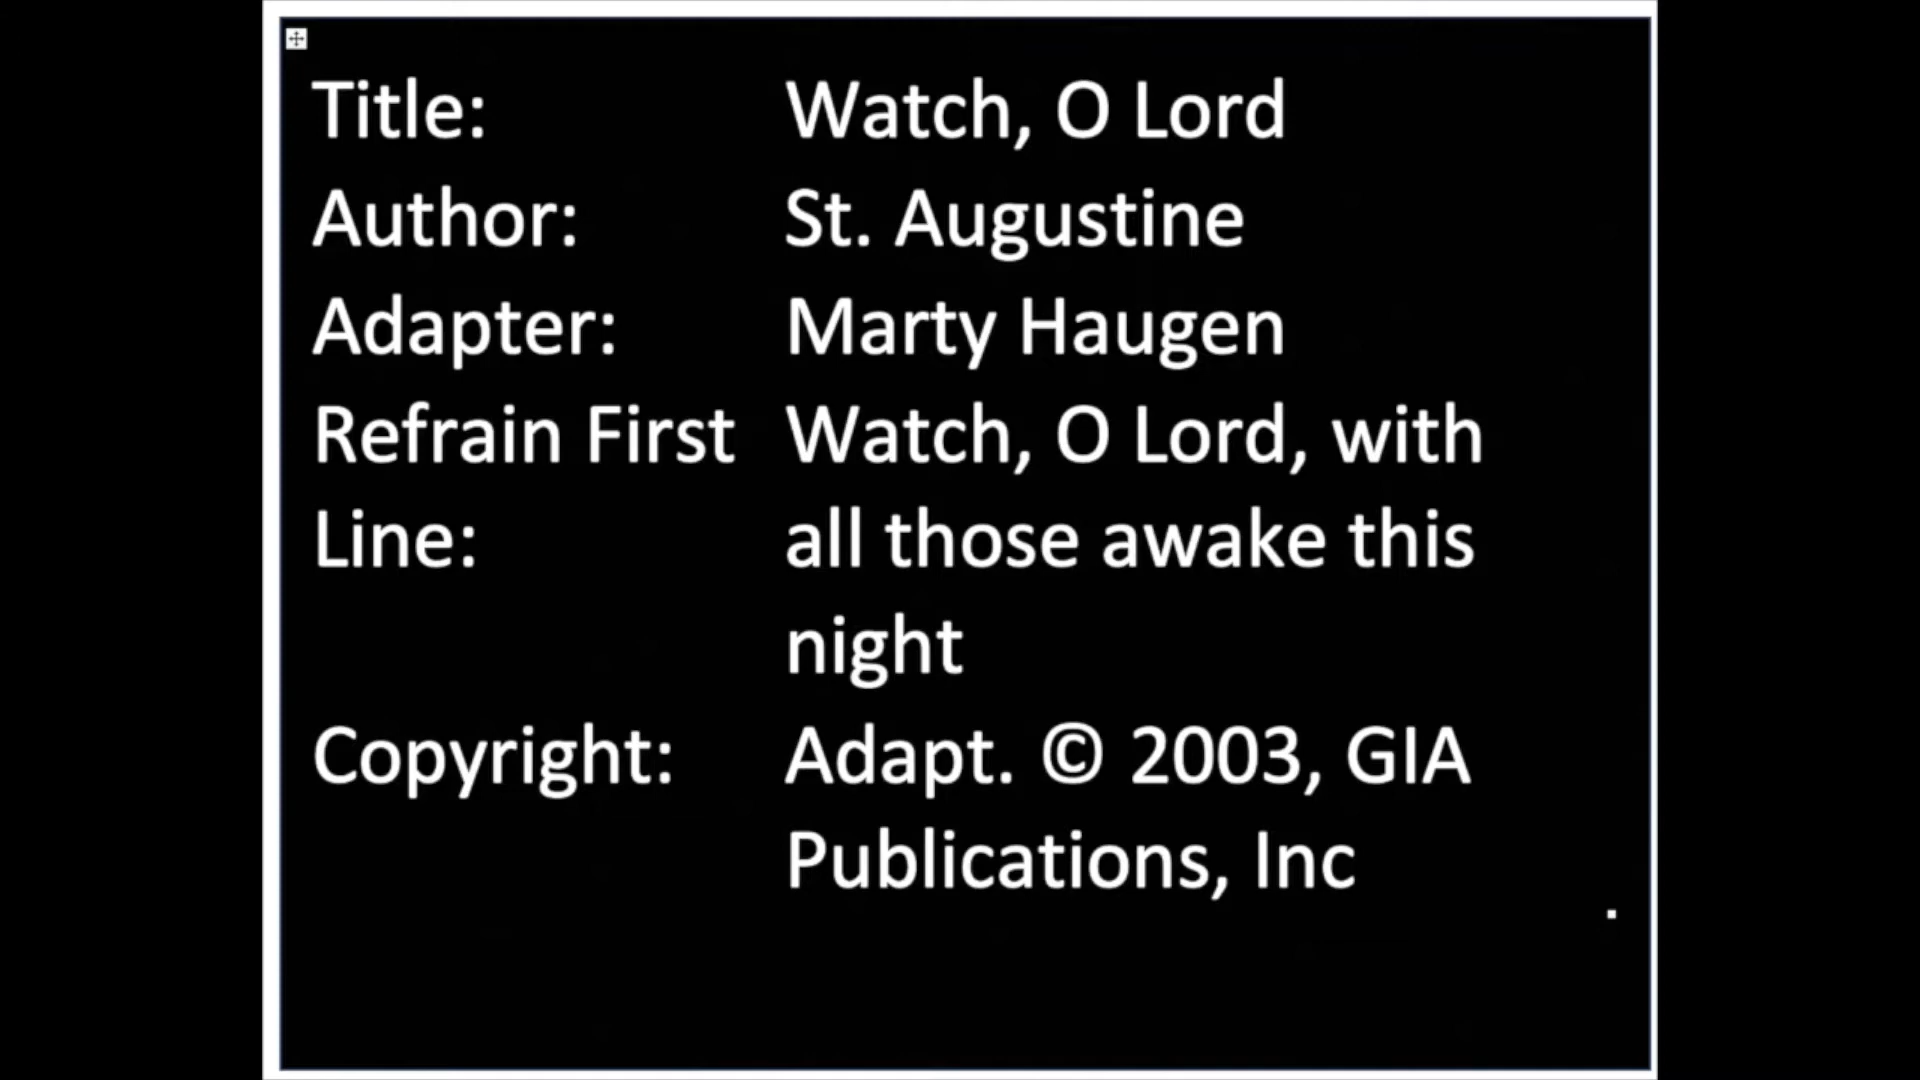 Title: Watch, O Lord
Author: St. Augustine
Adapter: Marty Haugen
Refrain First Watch, O Lord, with
Line: all those awake this
night
Copyright: Adapt. © 2003, GIA
Publications, Inc
.